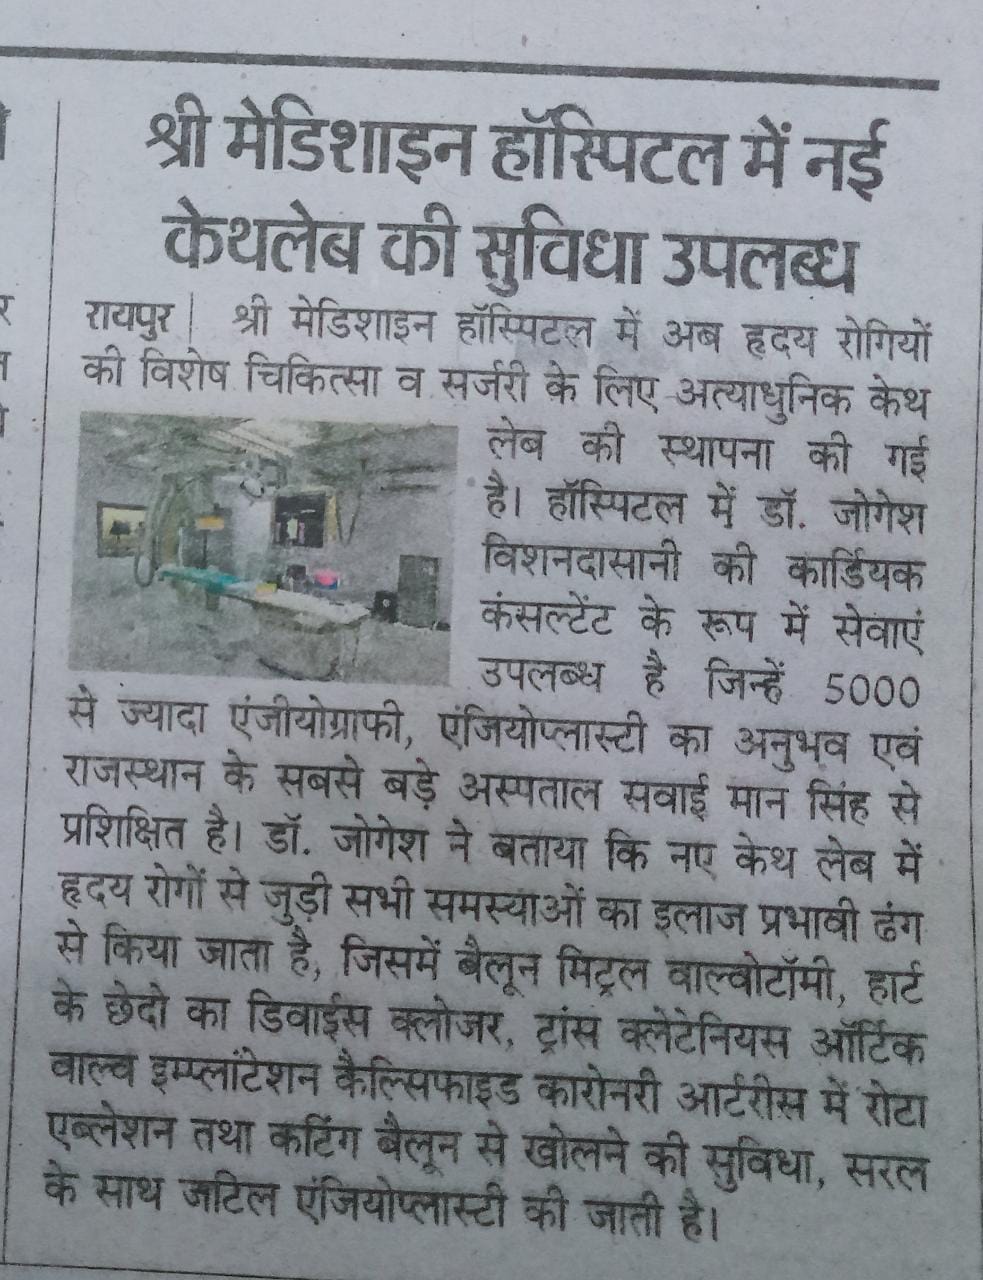 श्री मेडिशाइन हॉस्पिटल में नई
केथलेब की सुविधा उपलब्ध
रायपुर| श्री मेडिशाइन हॉस्पिटल में अब हृदय रोगियों
की विशेष चिकित्सा व सर्जरी के लिए अत्याधुनिक केथ
लेब की स्थापना की गई
है। हॉस्पिटल में डॉ. जोगेश
विशनदासानी की कार्डियक
कंसल्टेंट के रूप में सेवाएं
उपलब्ध है जिन्हें 5000
से ज्यादा एंजीयोग्राफी, एंजियोप्लास्टी का अनुभव एवं
राजस्थान के सबसे बड़े अस्पताल सवाई मान सिंह से
प्रशिक्षित है। डॉ. जोगेश ने बताया कि नए केथ लेब में
हृदय रोगों से जुड़ी सभी समस्याओं का इलाज प्रभावी ढंग
से किया जाता है, जिसमें बैलून मिट्रल वाल्वोटॉमी, हार्ट
के छेदो का डिवाईस क्लोजर, ट्रांस क्लेटेनियस ऑर्टिक
वाल्व इम्प्लांटेशन कैल्सिफाइड कारोनरी आर्टरीस में रोटा
एब्लेशन तथा कटिंग बैलून से खोलने की सुविधा, सरल
के साथ जटिल एंजियोप्लास्टी की जाती है।